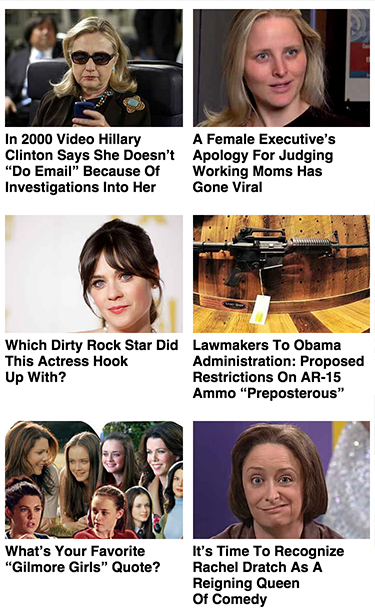 In 2000 Video Hillary
Clinton Says She Doesn’t
“Do Email” Because Of
Investigations Into Her
A Female Executive’s
Apology For Judging
Working Moms Has
Gone Viral
Which Dirty Rock Star Did
This Actress Hook
Up With?
Lawmakers To Obama
Administration: Proposed
Restrictions On AR-15
Ammo “Preposterous”
What’s Your Favorite
“Gilmore Girls” Quote?
It’s Time To Recognize
Rachel Dratch As A
Reigning Queen
Of Comedy